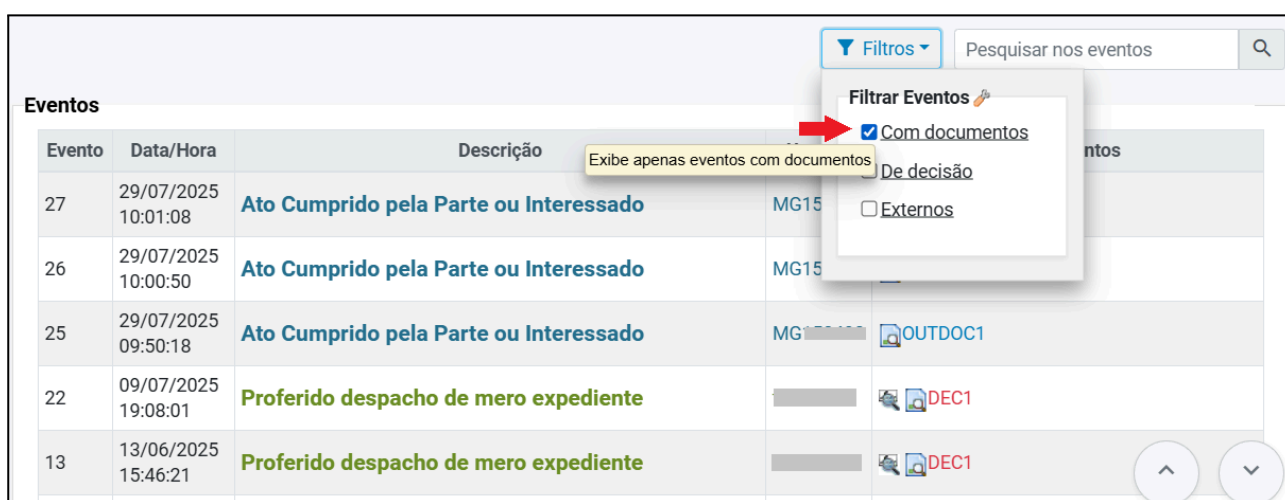 Filtros
Pesquisar nos eventos
Filtrar Eventos
Eventos
Com documentos
Evento Data/Hora Descrição ntos
Exibe apenas eventos com documentos
De decisão
27 29/07/2025 10:01:08 Ato Cumprido pela Parte ou Interessado MG15
Externos
26 29/07/2025 10:00:50 Ato Cumprido pela Parte ou Interessado MG15
25 29/07/2025 09:50:18 Ato Cumprido pela Parte ou Interessado MG OUTDOC1
22 09/07/2025 19:08:01 Proferido despacho de mero expediente DEC1
13 13/06/2025 15:46:21 Proferido despacho de mero expediente DEC1